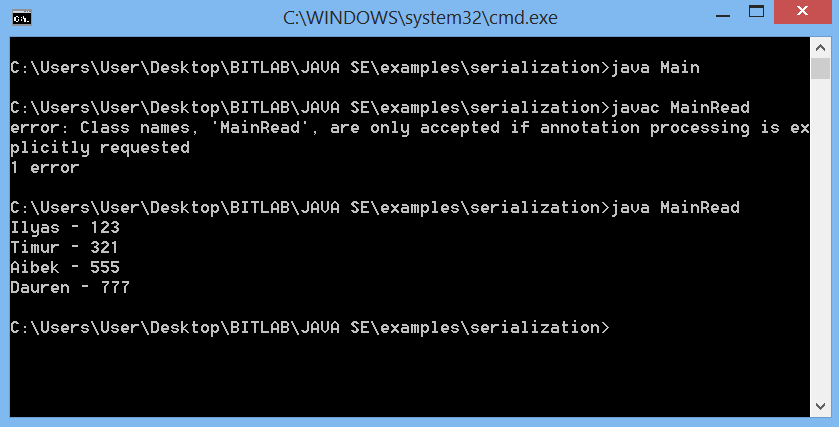 C:\WINDOWS\system32\cmd.exe
C:\Users\User\Desktop\BITLAB\JAVA SE\examples\serialization>java Main
C:\Users\User\Desktop\BITLAB\JAVA SE\examples\serialization>javac MainRead
error: Class names, 'MainRead', are only accepted if annotation processing is ex
plicitly requested
1 error
C:\Users\User\Desktop\BITLAB\JAVA SE\examples\serialization>java MainRead
Ilyas - 123
Timur - 321
Aibek - 555
Dauren - 777
C:\Users\User\Desktop\BITLAB\JAVA SE\examples\serialization>